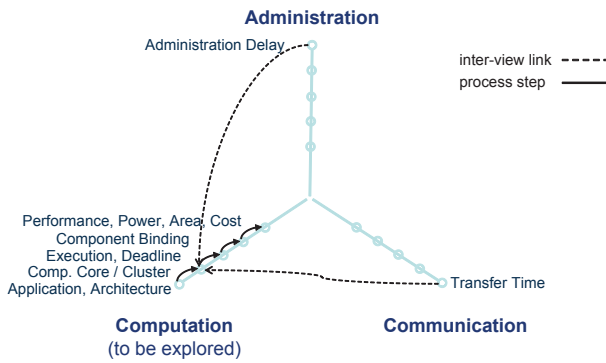 Administration
Administration Delay
inter-view link
process step
Performance, Power, Area, Cost
Component Binding
Execution, Deadline
Comp. Core / Cluster
Application, Architecture
Transfer Time
Computation
(to be explored)
Communication